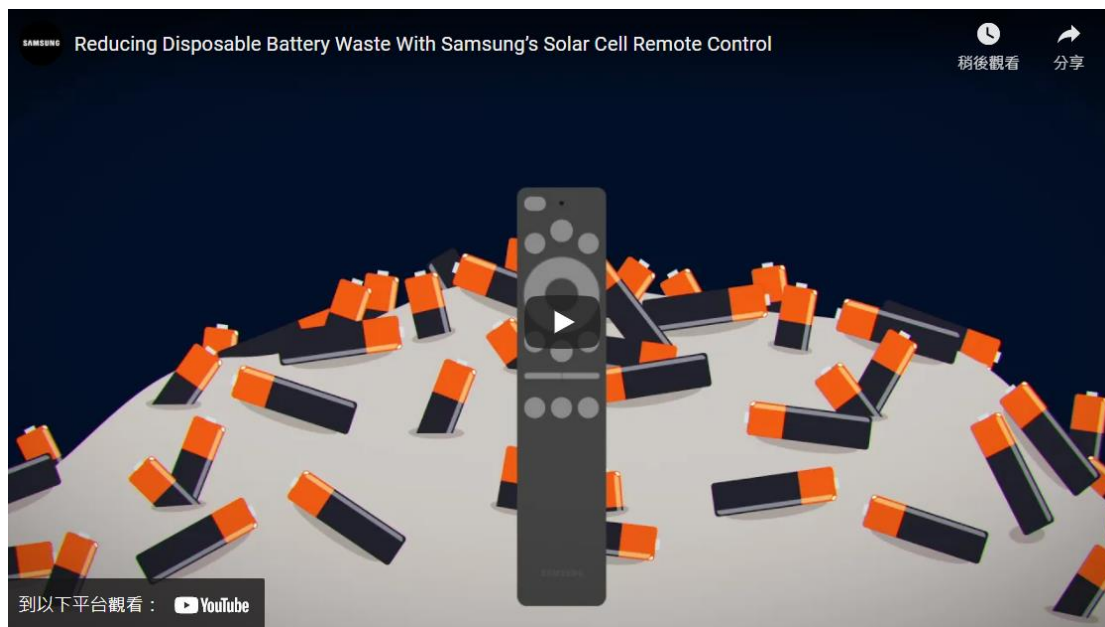 SAMSUNG
Reducing Disposable Battery Waste With Samsung's Solar Cell Remote Control
稍後觀看
分享
SAMSUNG
到以下平台觀看： YouTube